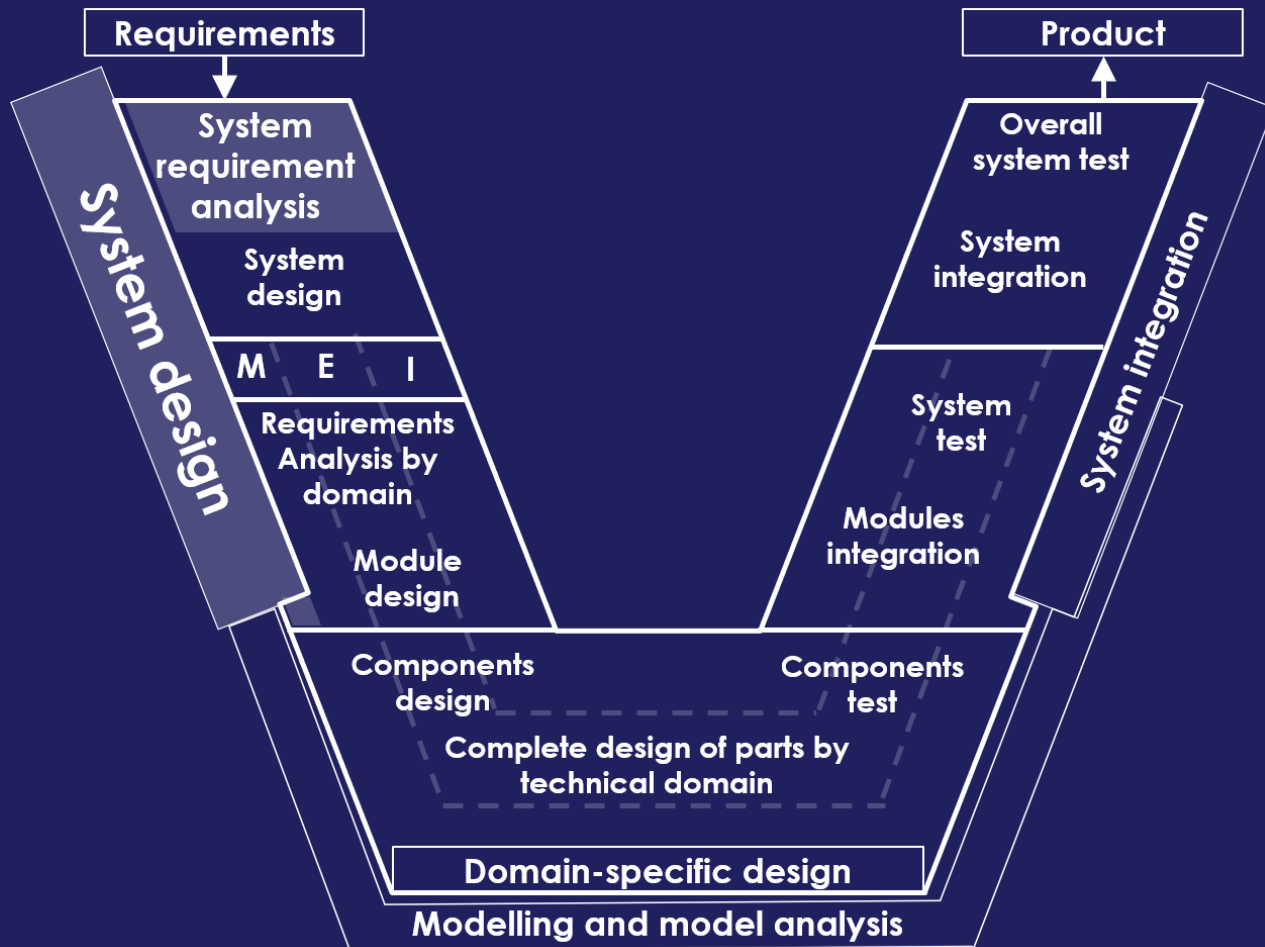 Requirements
Product
System
requirement
analysis
System
design
M E I
Requirements
Analysis by
domain
Module
design
System design
Overall
system test
System
integration
System
test
Modules
integration
System integration
Components
design
Components
test
Complete design of parts by
technical domain
Domain-specific design
Modelling and model analysis